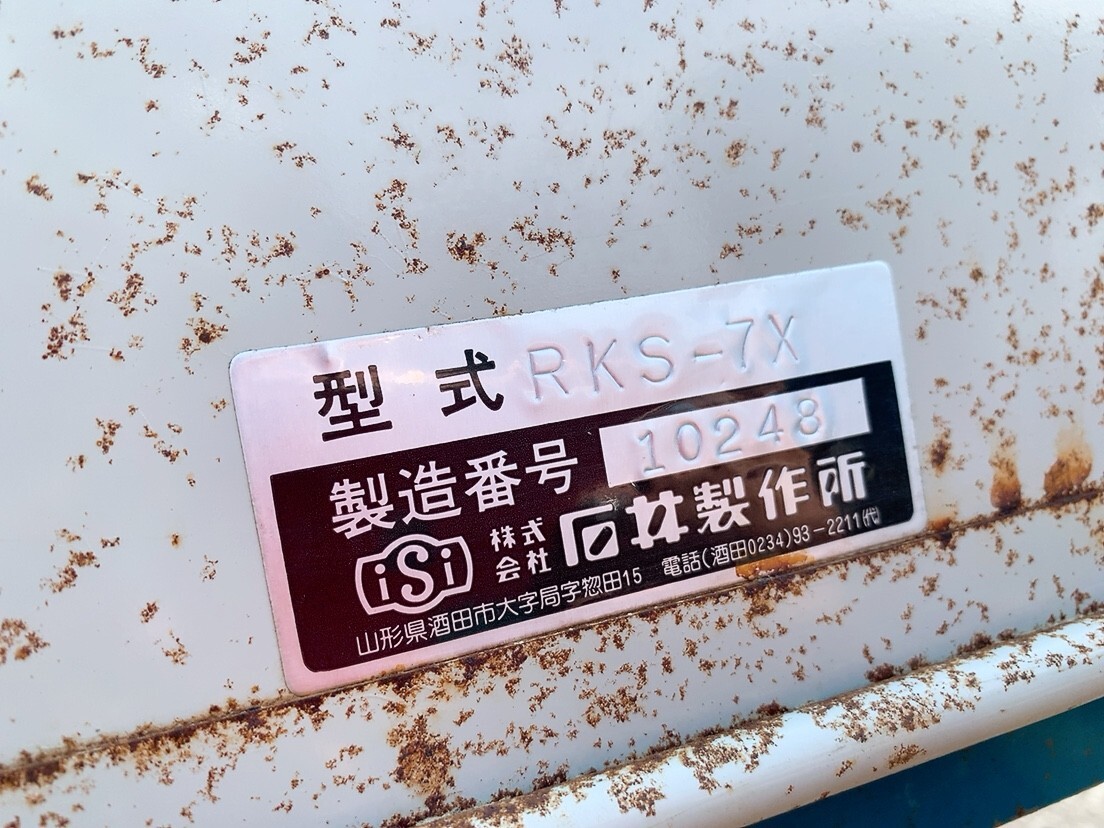 型式 RKS-7X
製造番号 10248
iSi 株式会社 石井製作所
山形県酒田市大字局字惣田15 電話(酒田0234)93-2211(代)